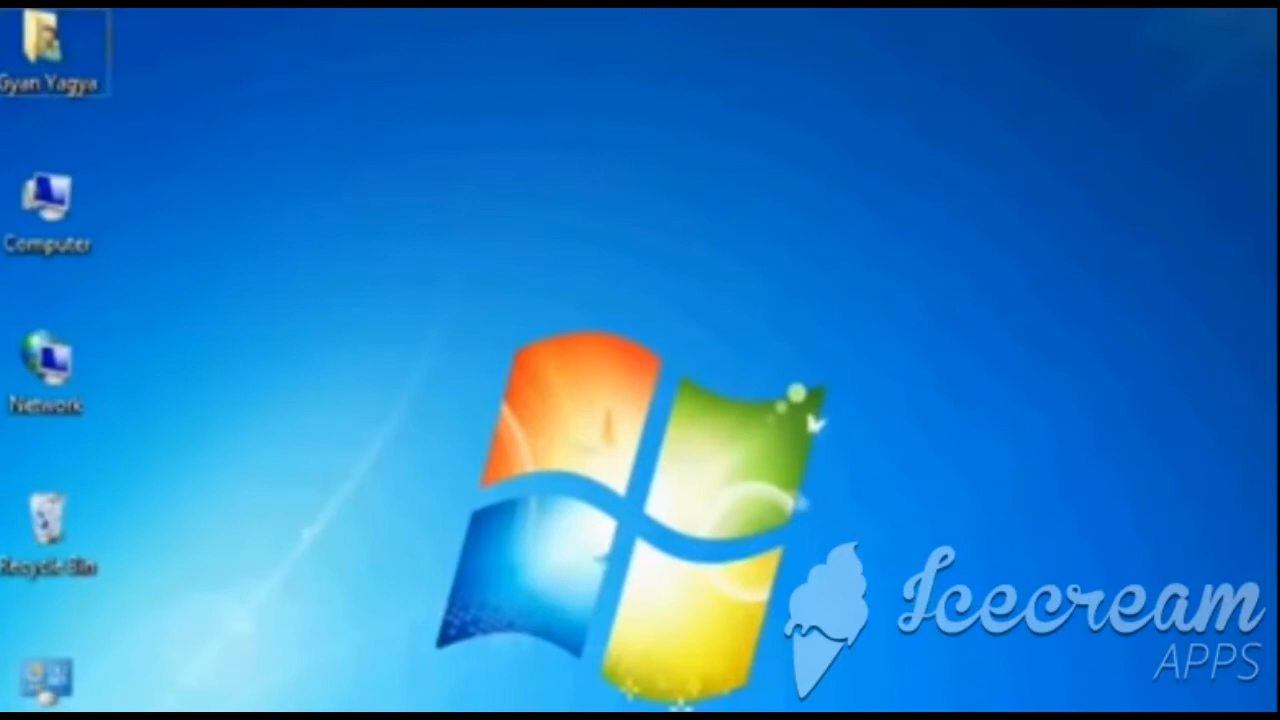 Gyan Yagya
Computer
Network
Recycle Bin
Icecream
APPS